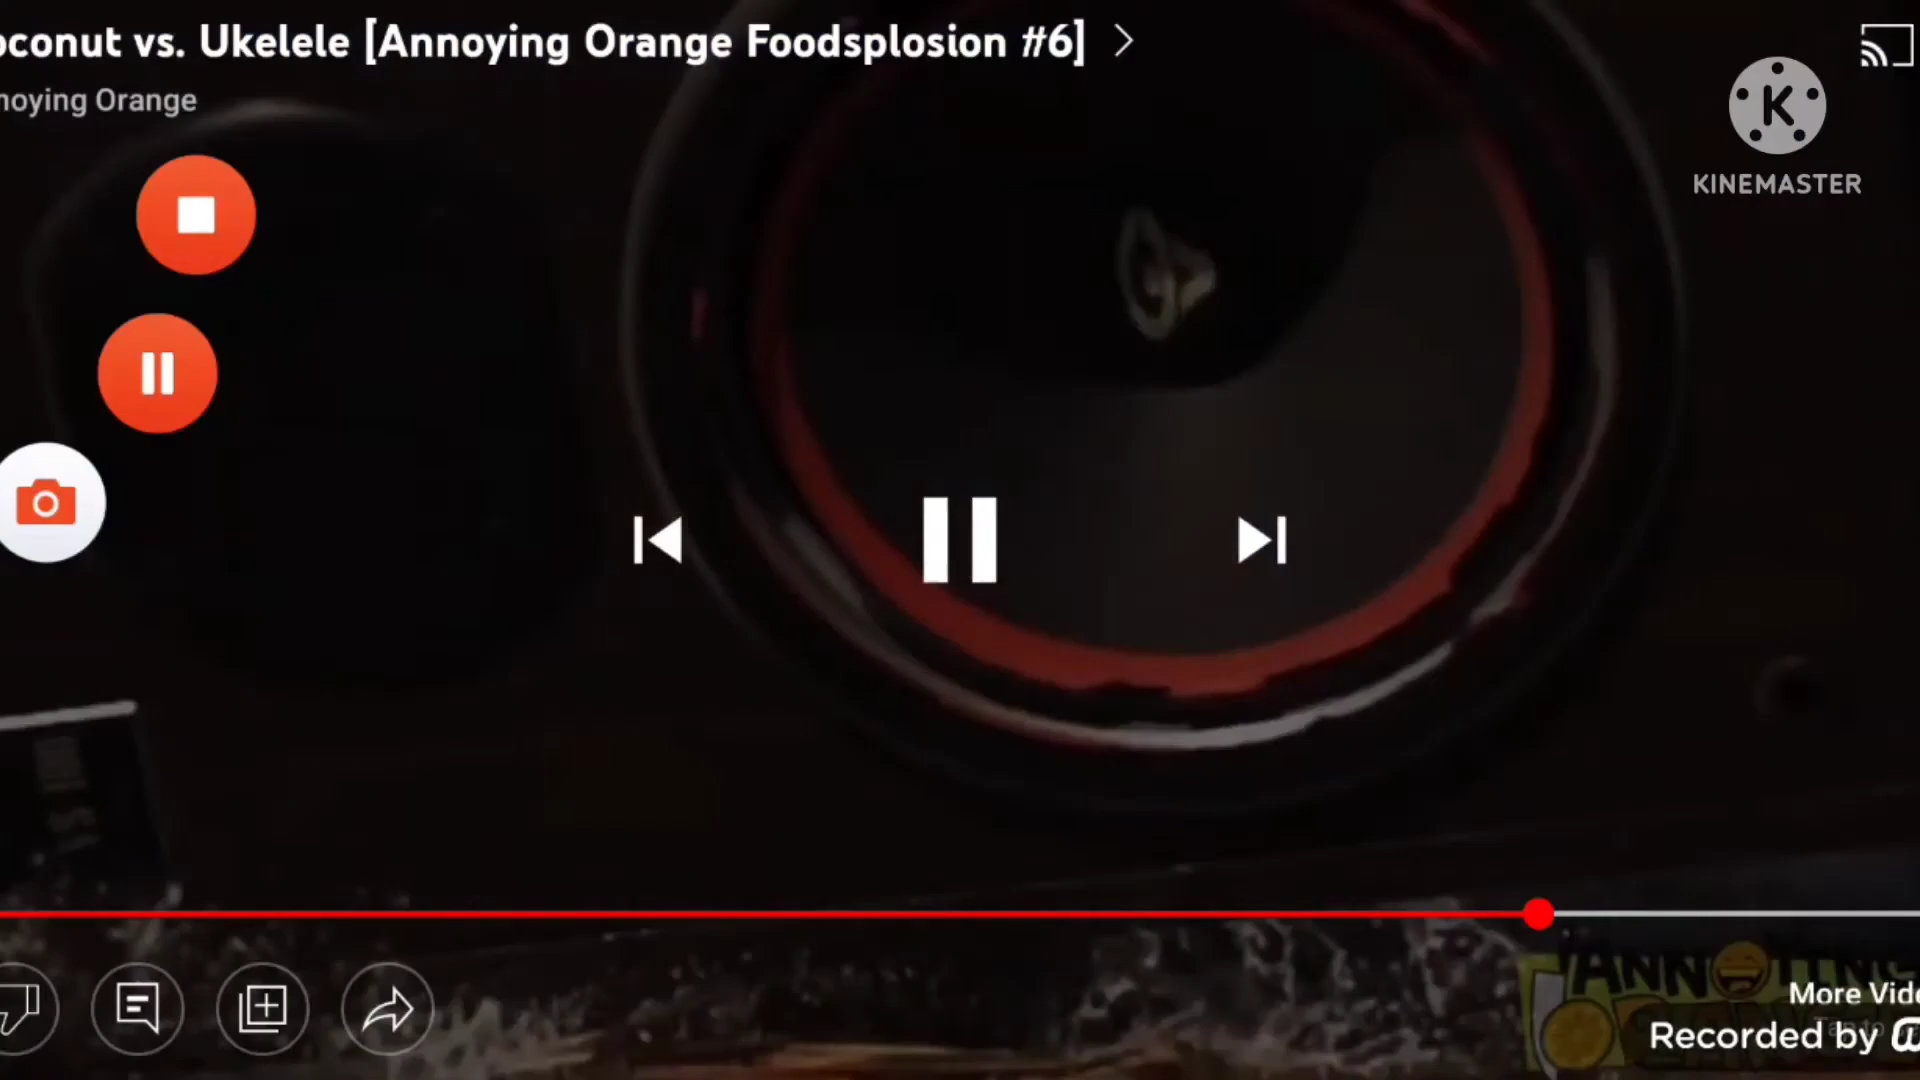 oconut vs. Ukelele [Annoying Orange Foodsplosion #6]
noying Orange
K
KINEMASTER
More Vide
Recorded by